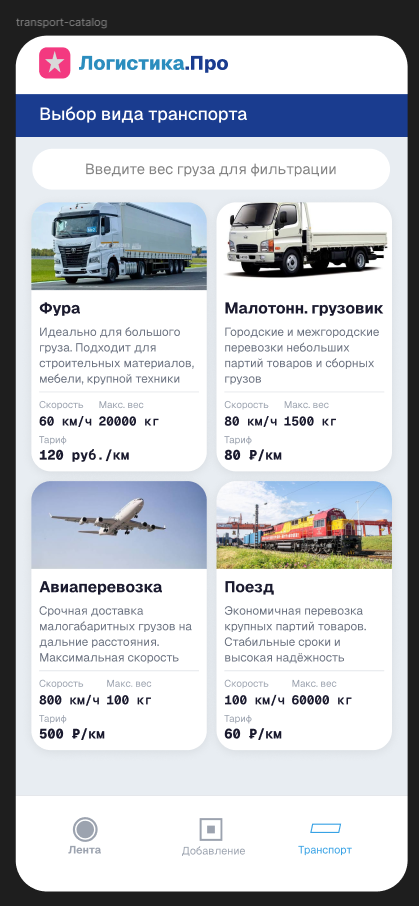 transport-catalog
Логистика.Про
Выбор вида транспорта
Введите вес груза для фильтрации
Фура
Идеально для большого
груза. Подходит для
строительных материалов,
мебели, крупной техники
Скорость Макс. вес
60 км/ч 20000 кг
Тариф
120 руб./км
Малотонн. грузовик
Городские и межгородские
перевозки небольших
партий товаров и сборных
грузов
Скорость Макс. вес
80 км/ч 1500 кг
Тариф
80 ₽/км
Авиаперевозка
Срочная доставка
малогабаритных грузов на
дальние расстояния.
Максимальная скорость
Скорость Макс. вес
800 км/ч 100 кг
Тариф
500 ₽/км
Поезд
Экономичная перевозка
крупных партий товаров.
Стабильные сроки и
высокая надёжность
Скорость Макс. вес
100 км/ч 60000 кг
Тариф
60 ₽/км
Лента
Добавление
Транспорт